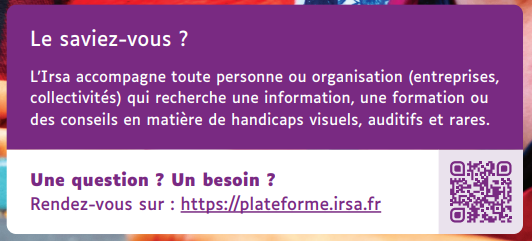 Le saviez-vous ?
L'Irsa accompagne toute personne ou organisation (entreprises,
collectivités) qui recherche une information, une formation ou
des conseils en matière de handicaps visuels, auditifs et rares.
Une question ? Un besoin ?
Rendez-vous sur : https://plateforme.irsa.fr